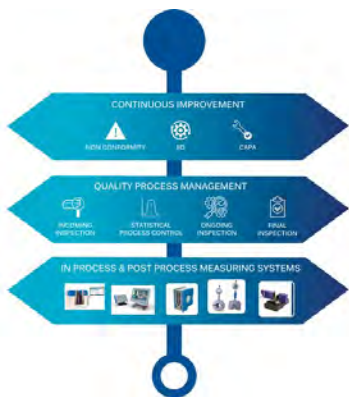 CONTINUOUS IMPROVEMENT
NON CONFORMITY
8D
CAPA
QUALITY PROCESS MANAGEMENT
INCOMING
INSPECTION
STATISTICAL
PROCESS CONTROL
ONGOING
INSPECTION
FINAL
INSPECTION
IN PROCESS & POST PROCESS MEASURING SYSTEMS